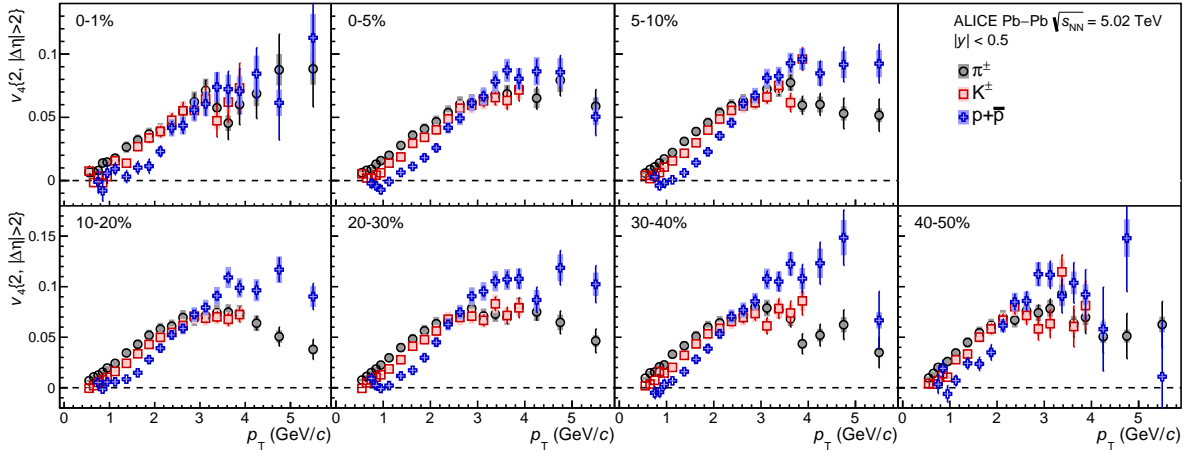 0-1%
0-5%
5-10%
ALICE Pb−Pb √sNN = 5.02 TeV
|y| < 0.5
π±
K±
p+p̅
v4{2, |Δη|>2}
0.1
0.05
0
10-20%
20-30%
30-40%
40-50%
v4{2, |Δη|>2}
0.15
0.1
0.05
0
0 1 2 3 4 5
0 1 2 3 4 5
0 1 2 3 4 5
0 1 2 3 4 5
pT (GeV/c)
pT (GeV/c)
pT (GeV/c)
pT (GeV/c)